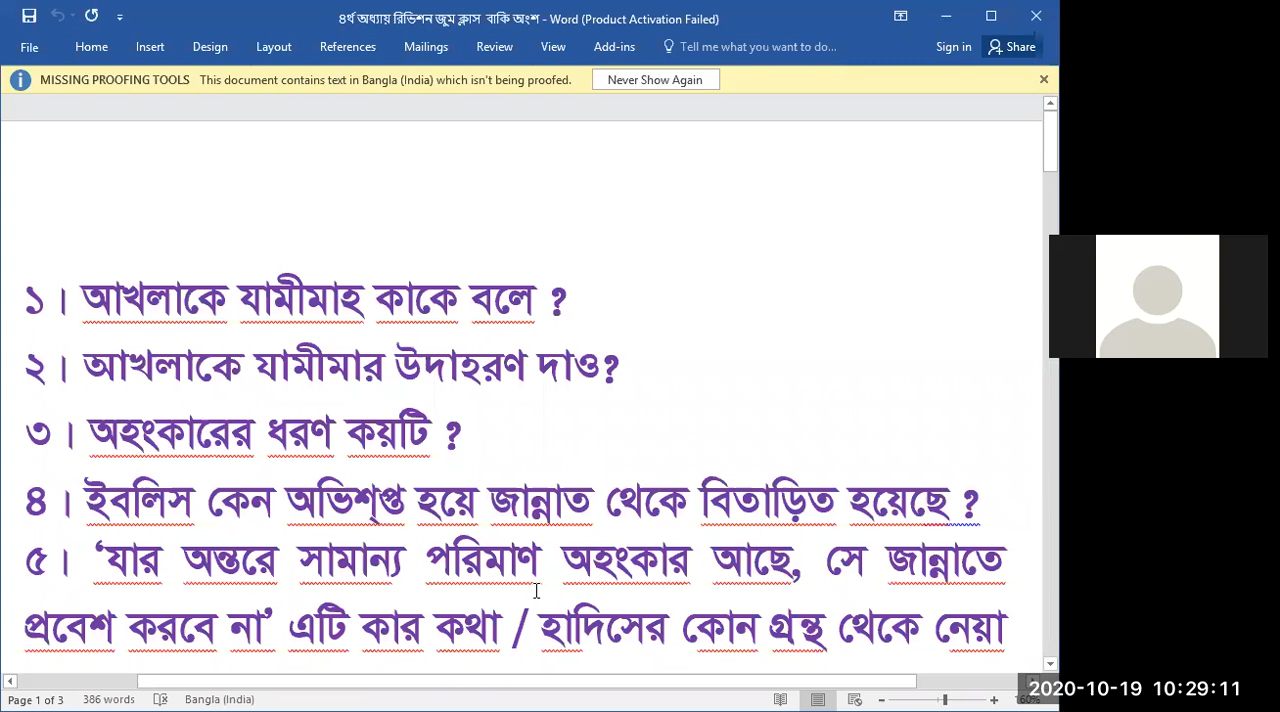 ৪র্থ অধ্যায় রিভিশন জুম ক্লাস বাকি অংশ - Word (Product Activation Failed)
File Home Insert Design Layout References Mailings Review View Add-ins Tell me what you want to do... Sign in Share
MISSING PROOFING TOOLS This document contains text in Bangla (India) which isn't being proofed. Never Show Again
১। আখলাকে যামীমাহ কাকে বলে ?
২। আখলাকে যামীমার উদাহরণ দাও?
৩। অহংকারের ধরণ কয়টি ?
৪। ইবলিস কেন অভিশ্প্ত হয়ে জান্নাত থেকে বিতাড়িত হয়েছে ?
৫। ‘যার অন্তরে সামান্য পরিমাণ অহংকার আছে, সে জান্নাতে
প্রবেশ করবে না’ এটি কার কথা / হাদিসের কোন গ্রন্থ থেকে নেয়া
Page 1 of 3 386 words Bangla (India)
2020-10-19 10:29:11